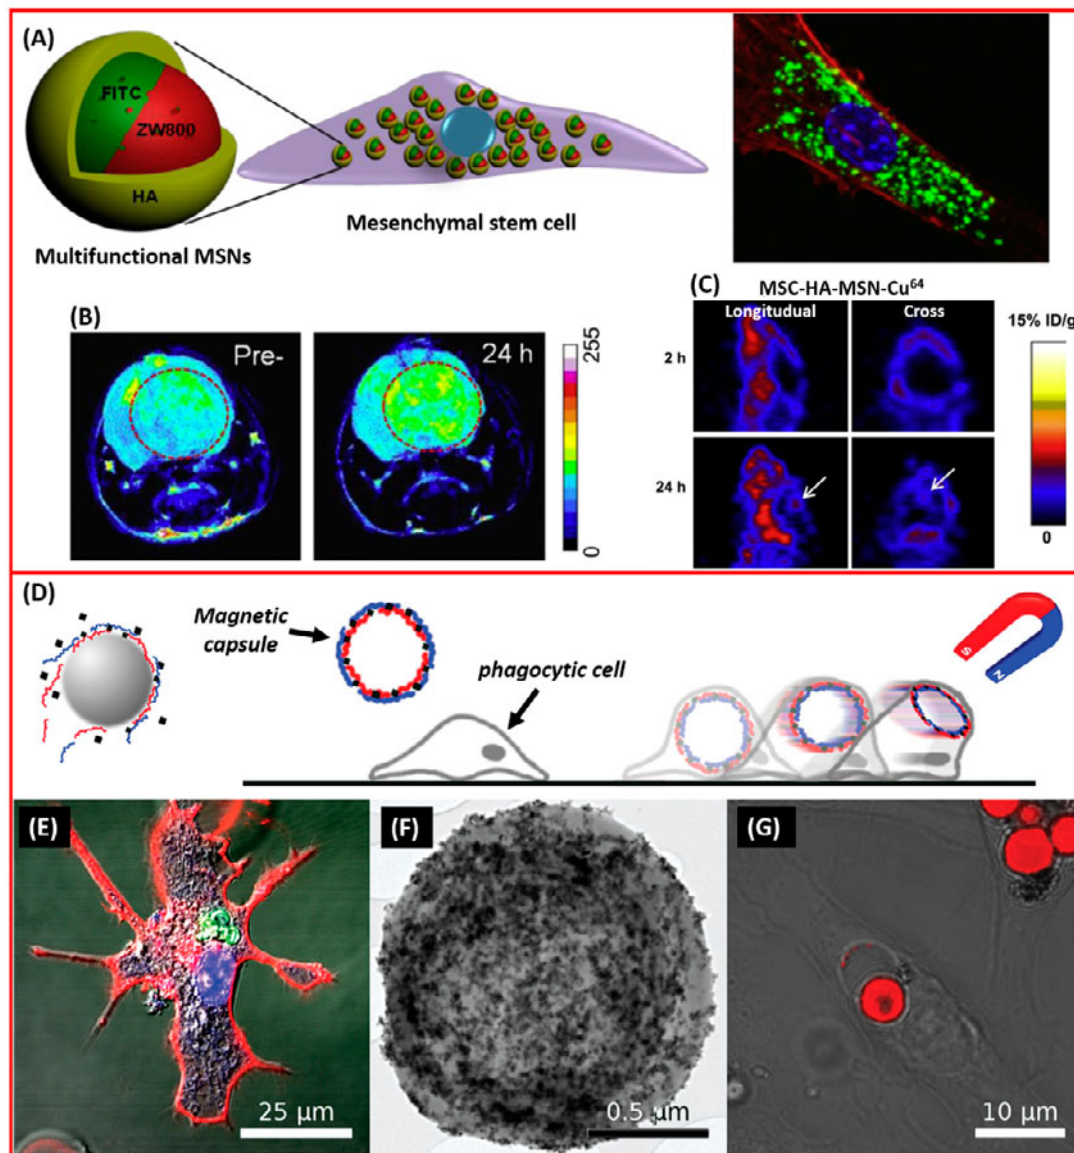 (A)
FITC
ZW800
HA
Multifunctional MSNs
Mesenchymal stem cell
(B)
Pre-
24 h
255
0
(C)
MSC-HA-MSN-Cu64
Longitudual
Cross
15% ID/g
2 h
24 h
0
(D)
Magnetic
capsule
phagocytic cell
S
N
(E)
25 µm
(F)
0.5 µm
(G)
10 µm